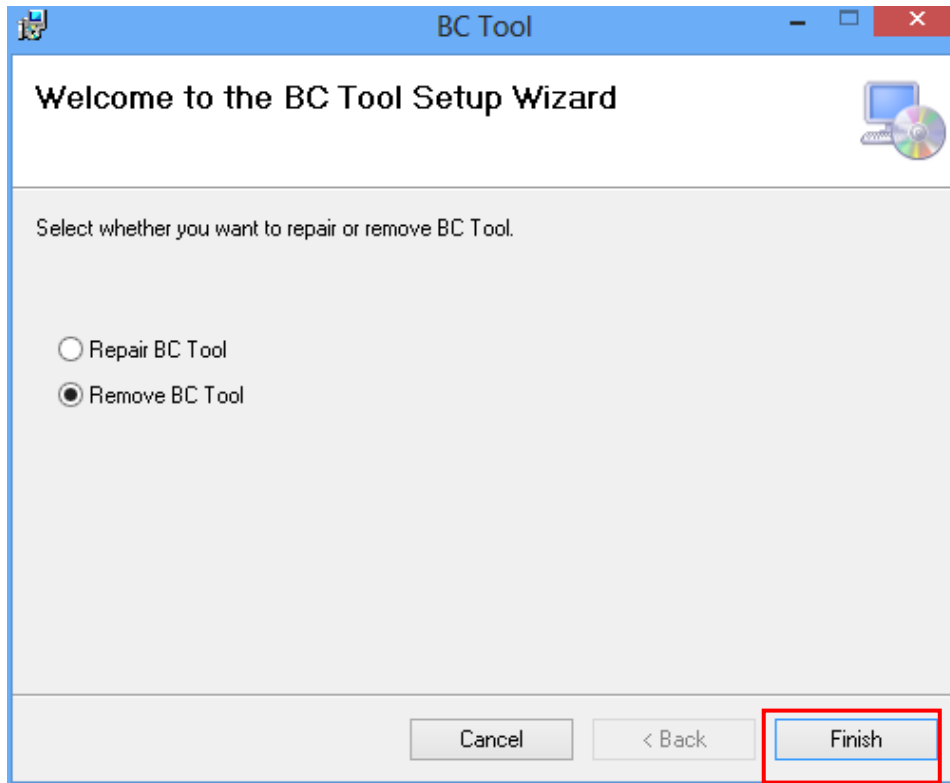 BC Tool
Welcome to the BC Tool Setup Wizard
Select whether you want to repair or remove BC Tool.
Repair BC Tool
Remove BC Tool
Cancel
< Back
Finish